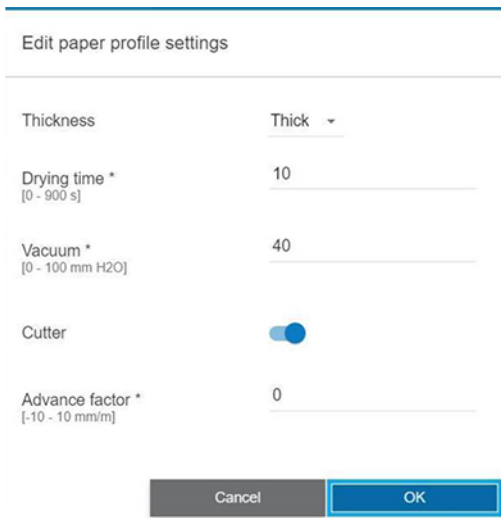 Edit paper profile settings
Thickness Thick
Drying time * 10
[0 - 900 s]
Vacuum * 40
[0 - 100 mm H2O]
Cutter
Advance factor * 0
[-10 - 10 mm/m]
Cancel OK